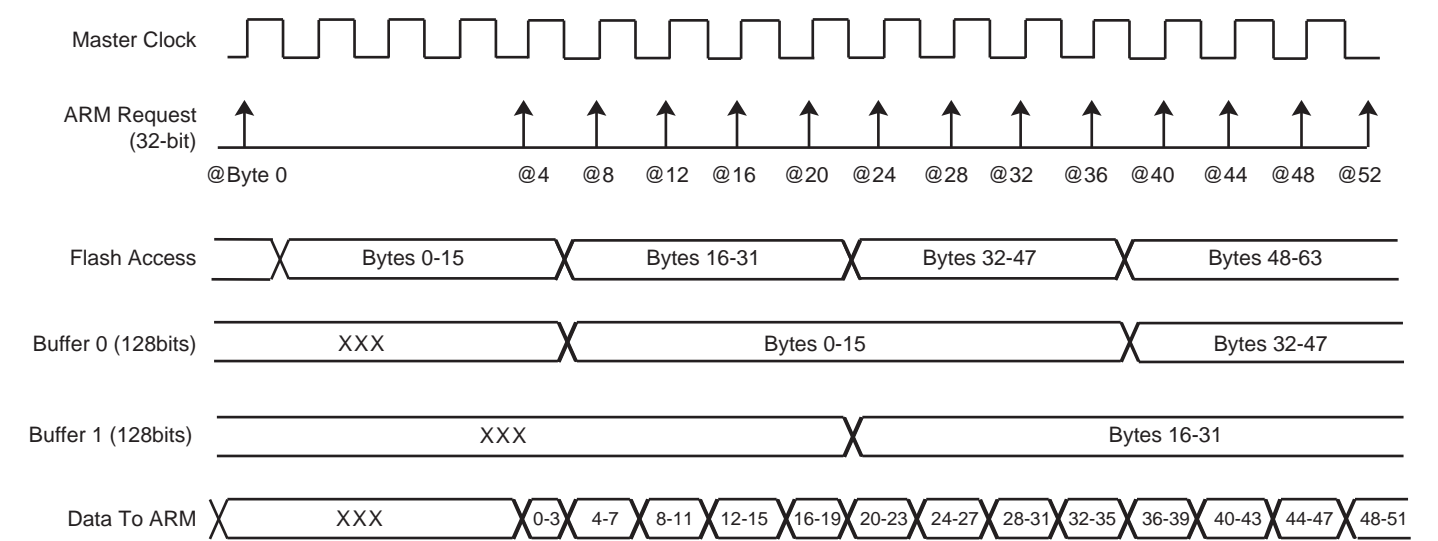 Master Clock
ARM Request
(32-bit)
@Byte 0 @4 @8 @12 @16 @20 @24 @28 @32 @36 @40 @44 @48 @52
Flash Access Bytes 0-15 Bytes 16-31 Bytes 32-47 Bytes 48-63
Buffer 0 (128bits) XXX Bytes 0-15 Bytes 32-47
Buffer 1 (128bits) XXX Bytes 16-31
Data To ARM XXX 0-3 4-7 8-11 12-15 16-19 20-23 24-27 28-31 32-35 36-39 40-43 44-47 48-51